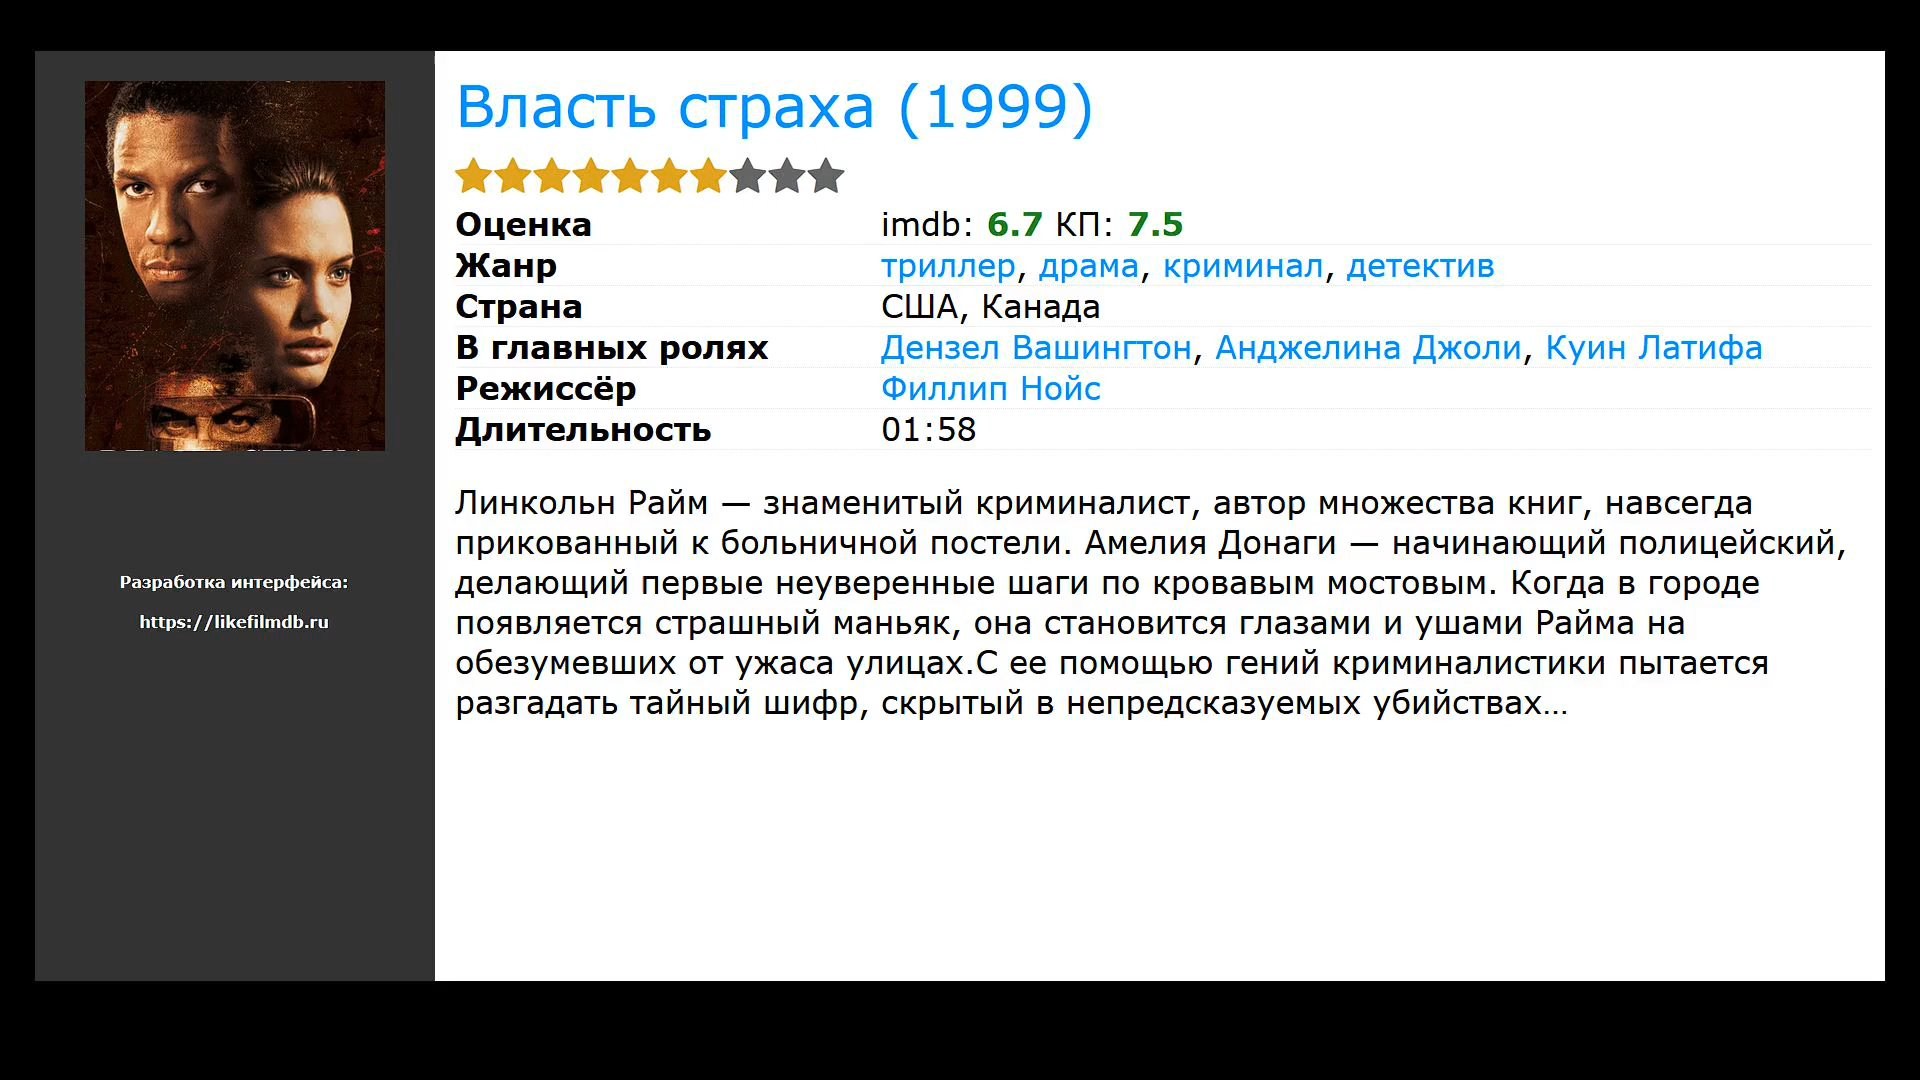 Власть страха (1999)
Оценка imdb: 6.7 КП: 7.5
Жанр триллер, драма, криминал, детектив
Страна США, Канада
В главных ролях Дензел Вашингтон, Анджелина Джоли, Куин Латифа
Режиссёр Филлип Нойс
Длительность 01:58
Линкольн Райм — знаменитый криминалист, автор множества книг, навсегда
прикованный к больничной постели. Амелия Донаги — начинающий полицейский,
делающий первые неуверенные шаги по кровавым мостовым. Когда в городе
появляется страшный маньяк, она становится глазами и ушами Райма на
обезумевших от ужаса улицах.С ее помощью гений криминалистики пытается
разгадать тайный шифр, скрытый в непредсказуемых убийствах…
Разработка интерфейса:
https://likefilmdb.ru